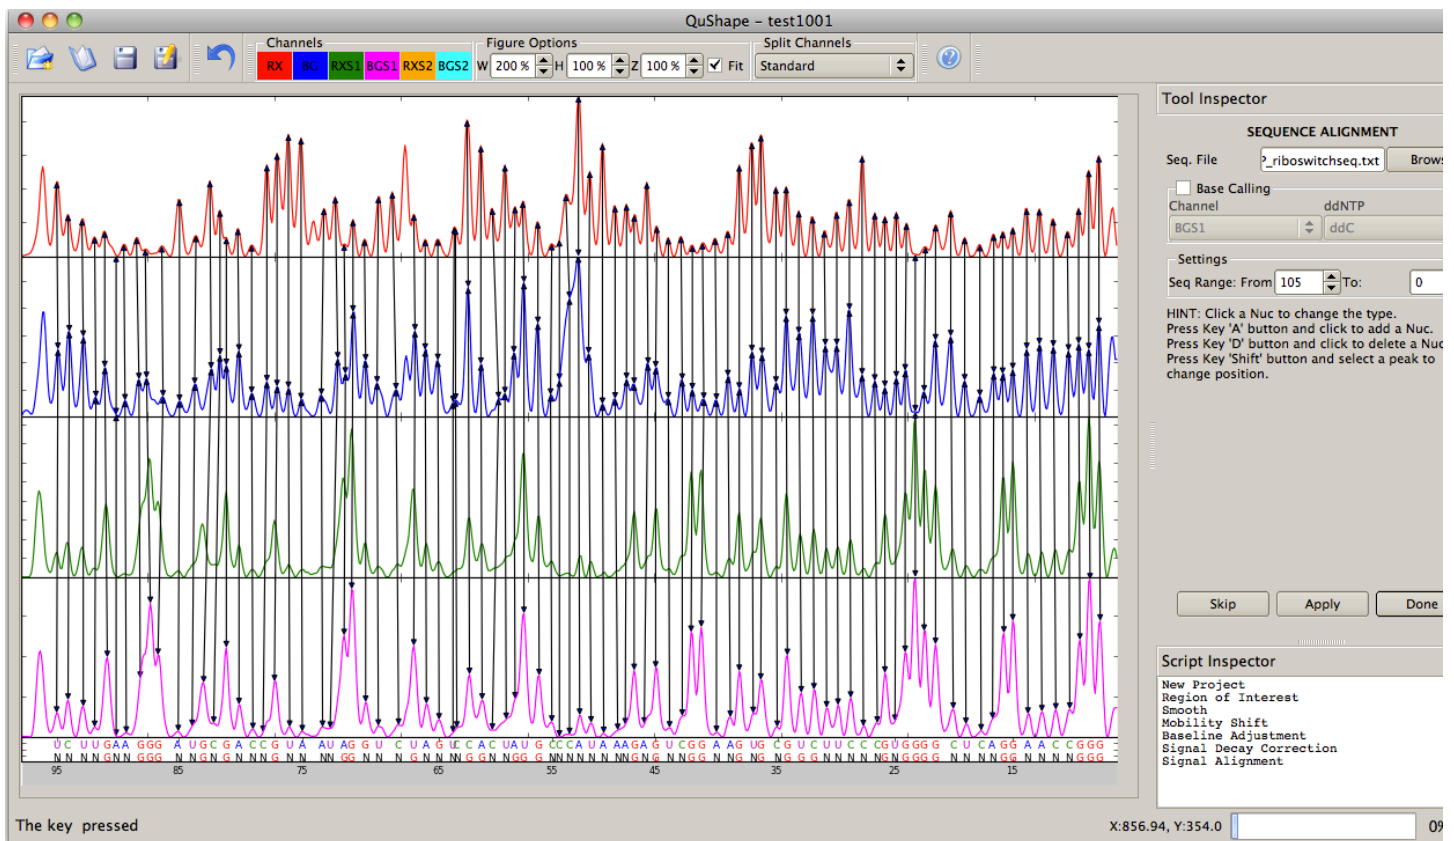 QuShape – test1001
Channels
RX BG RXS1 BGS1 RXS2 BGS2
Figure Options
W 200 % H 100 % Z 100 % Fit
Split Channels
Standard
Tool Inspector
SEQUENCE ALIGNMENT
Seq. File ?_riboswitchseq.txt Brows
Base Calling
Channel ddNTP
BGS1 ddC
Settings
Seq Range: From 105 To: 0
HINT: Click a Nuc to change the type.
Press Key 'A' button and click to add a Nuc.
Press Key 'D' button and click to delete a Nuc
Press Key 'Shift' button and select a peak to
change position.
Skip Apply Done
Script Inspector
New Project
Region of Interest
Smooth
Mobility Shift
Baseline Adjustment
Signal Decay Correction
Signal Alignment
U C U U G A A G G G A U G C G A C C G U A A U A G G U C U A G U C C A C U A U G C C C A U A A A G A G U C G G A A G U G C G U C U U C C C G U G G G G C U C A G G A A C C G G G
95 85 75 65 55 45 35 25 15
The key pressed
X:856.94, Y:354.0 0%